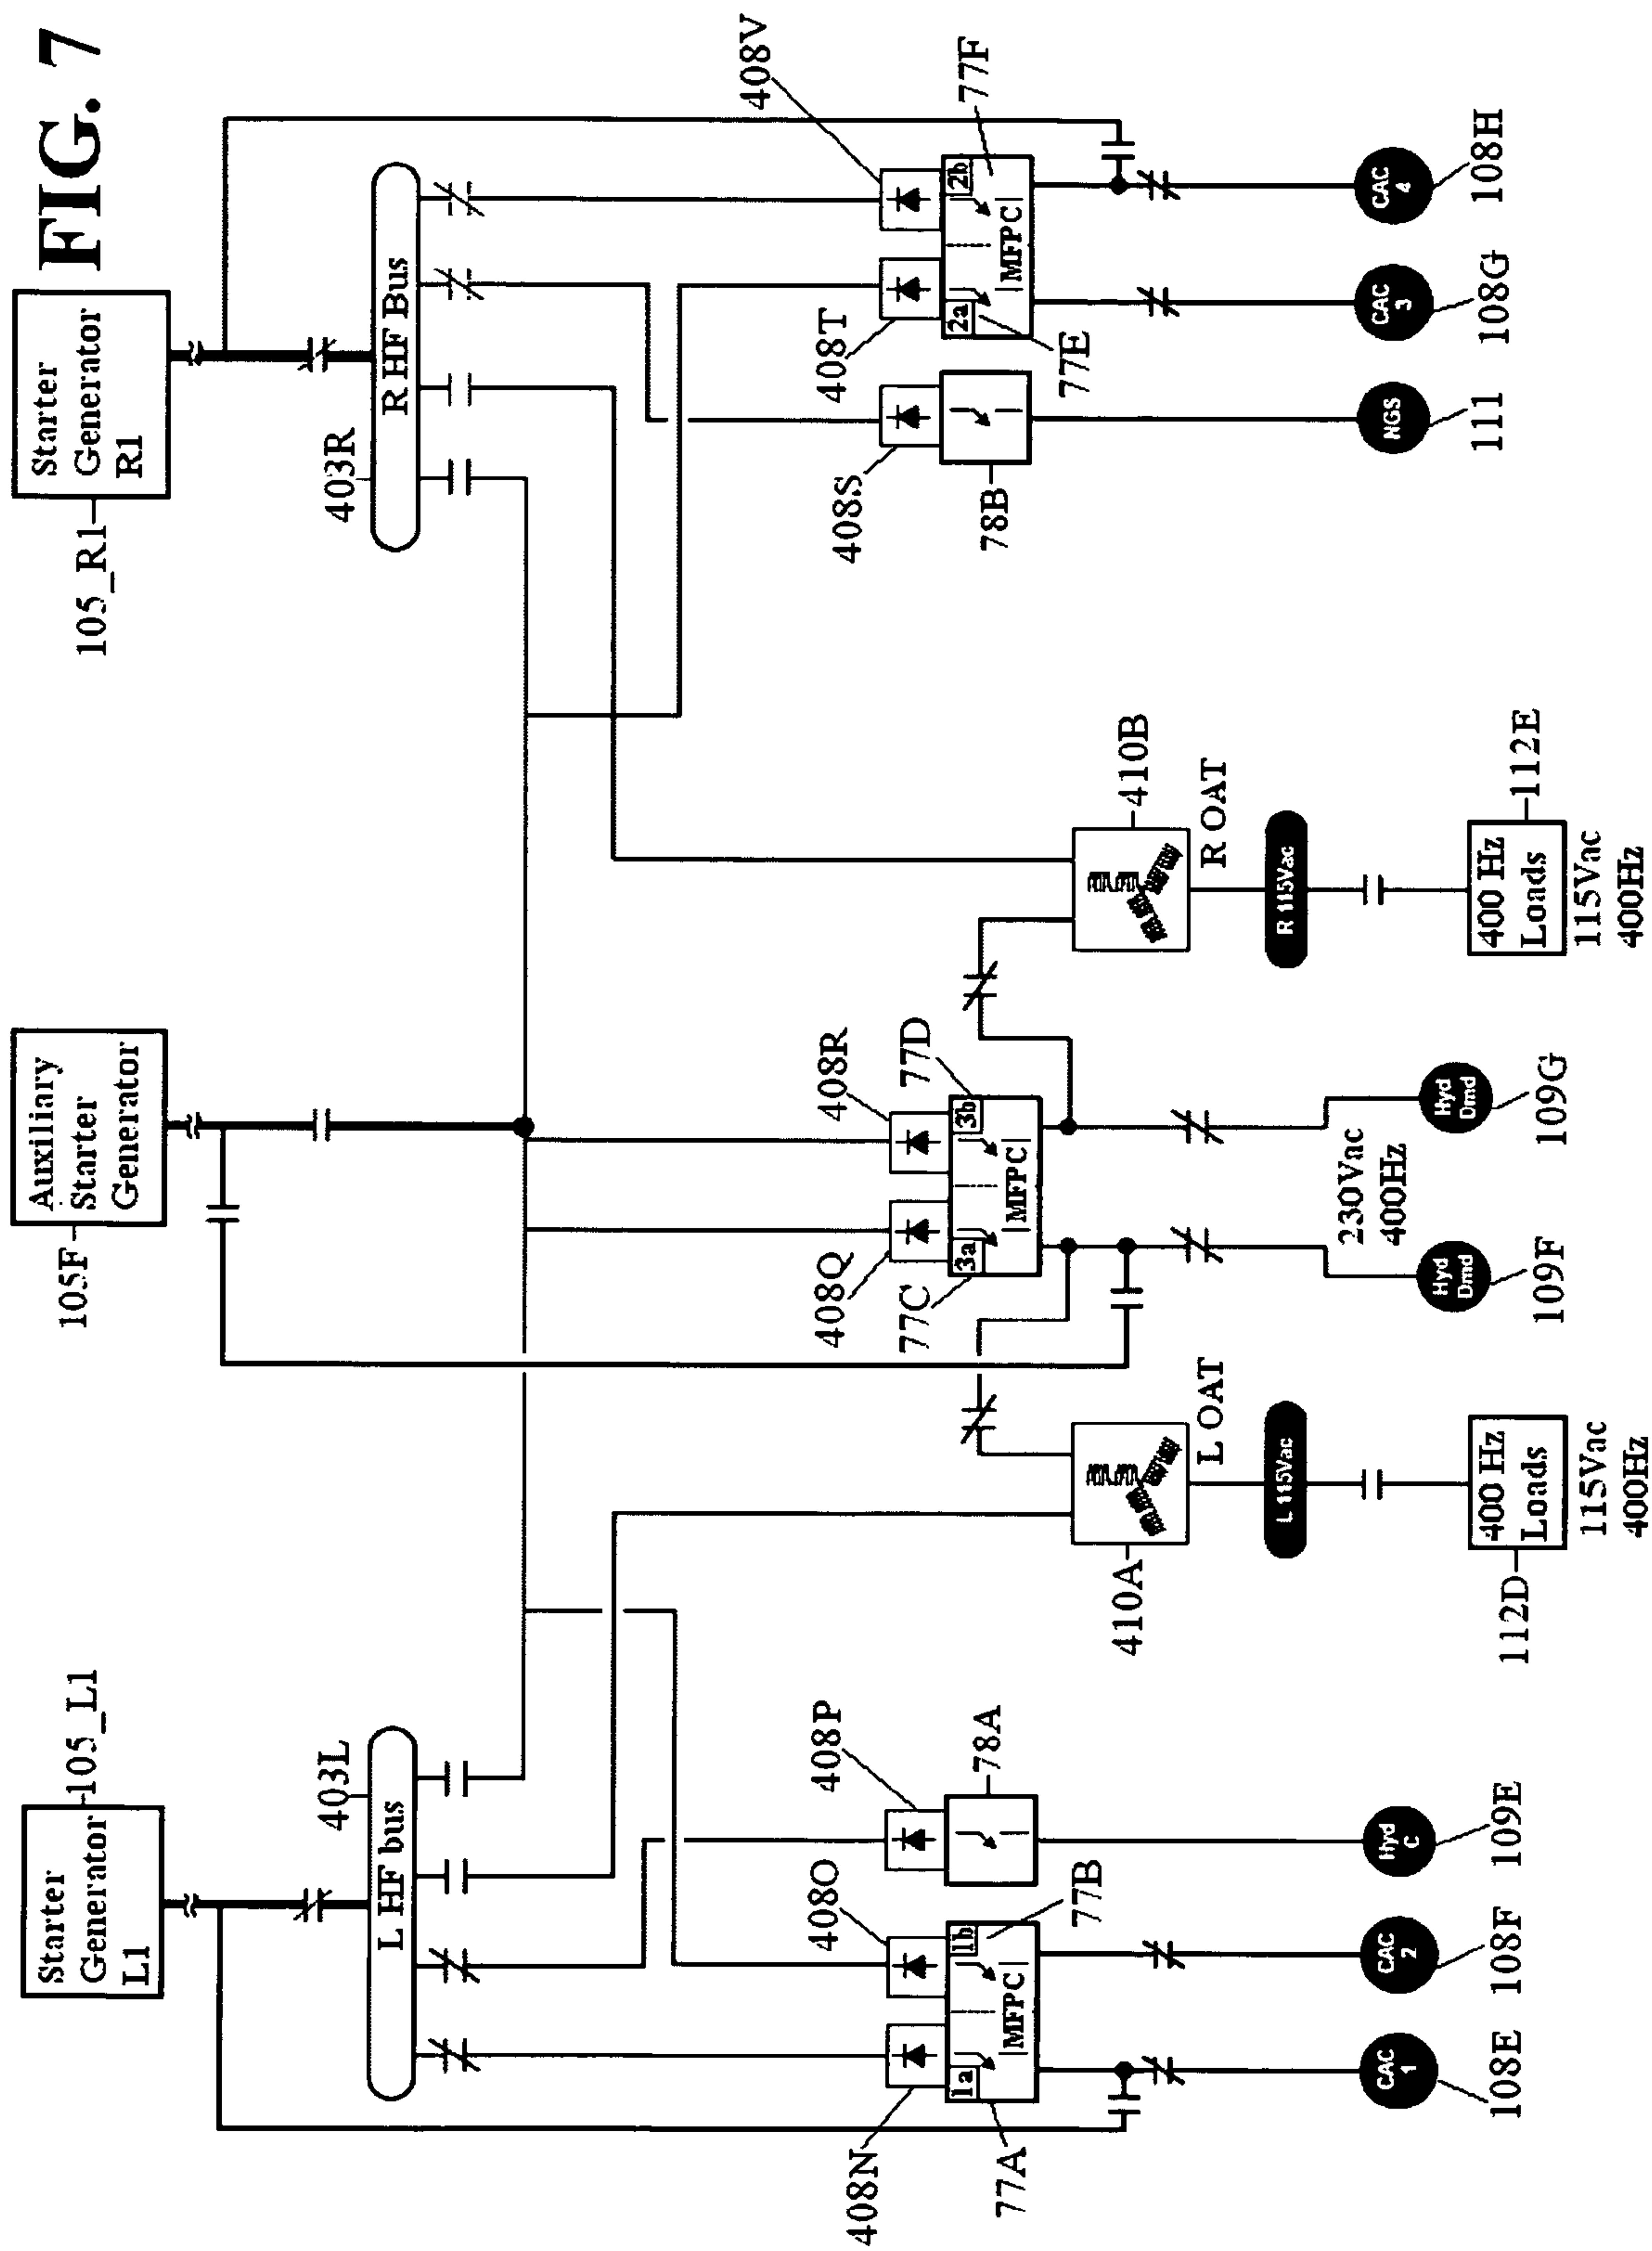 FIG. 7
Starter
Generator
L1
105_L1
Auxiliary
Starter
Generator
105F
Starter
Generator
R1
105_R1
403L
L HF bus
403R
R HF Bus
408N
408O
408P
408Q
408R
408S
408T
408V
1a
1b
MFPC
77A
77B
78A
3a
3b
MFPC
77C
77D
78B
2a
2b
MFPC
77E
77F
410A
L OAT
410B
R OAT
L 115Vac
R 115Vac
CAC
1
108E
CAC
2
108F
Hyd
C
109E
400 Hz
Loads
112D
115Vac
400Hz
Hyd
Dmd
109F
230Vac
400Hz
Hyd
Dmd
109G
400 Hz
Loads
112E
115Vac
400Hz
NGS
111
CAC
3
108G
CAC
4
108H